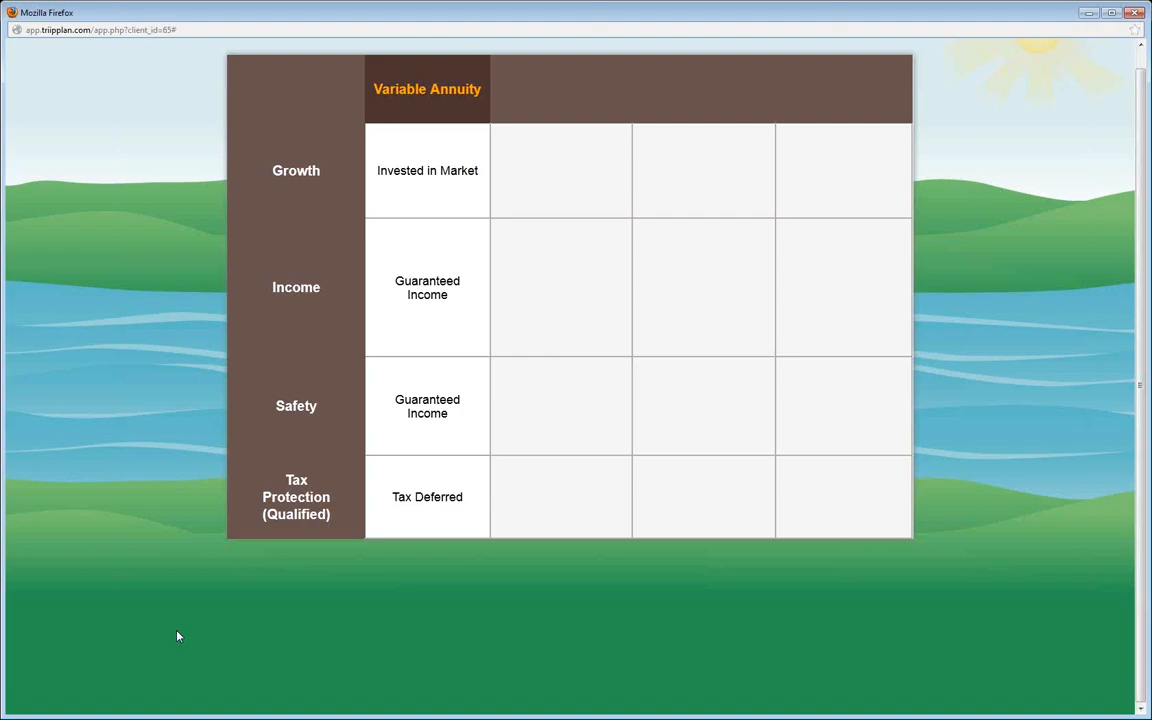 Mozilla Firefox
app.triipplan.com/app.php?client_id=65#
Variable Annuity
Growth
Invested in Market
Income
Guaranteed
Income
Safety
Guaranteed
Income
Tax
Protection
(Qualified)
Tax Deferred